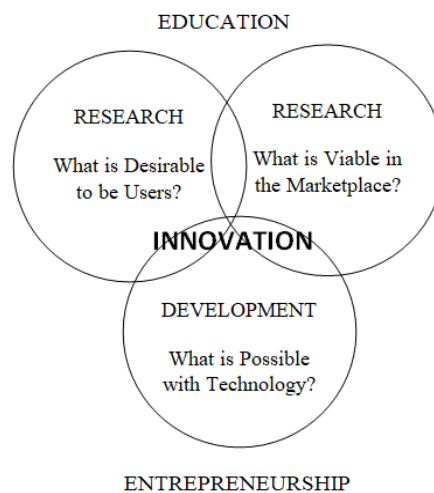 EDUCATION
RESEARCH
What is Desirable
to be Users?
RESEARCH
What is Viable in
the Marketplace?
INNOVATION
DEVELOPMENT
What is Possible
with Technology?
ENTREPRENEURSHIP